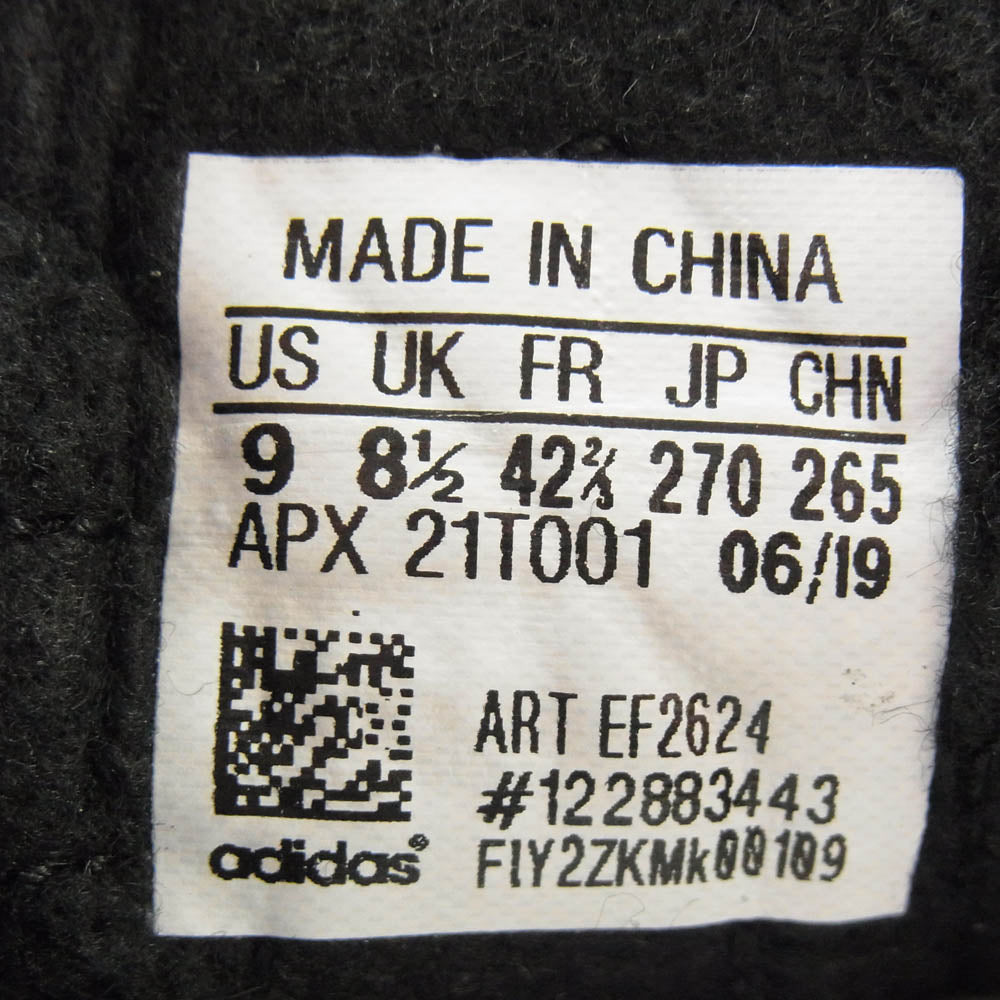 MADE IN CHINA
US UK FR JP CHN
9 8½ 42⅔ 270 265
APX 21T001 06/19
ART EF2624
#122883443
adidas® FIY2ZKMk00109